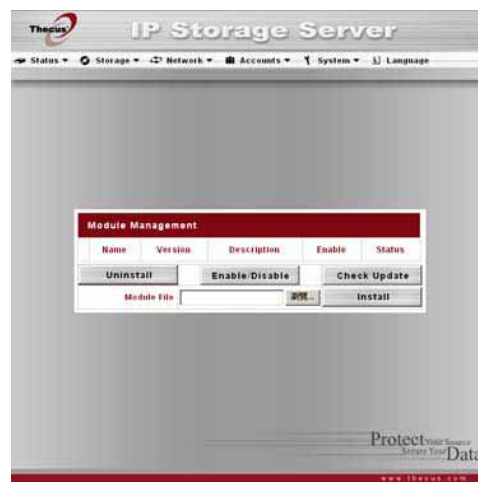 Thecus
IP Storage Server
Status Storage Network Accounts System Language
Module Management
Name Version Description Enable Status
Uninstall Enable/Disable Check Update
Module File 瀏覽... Install
Protect Your Source
Secure Your Data
www.thecus.com